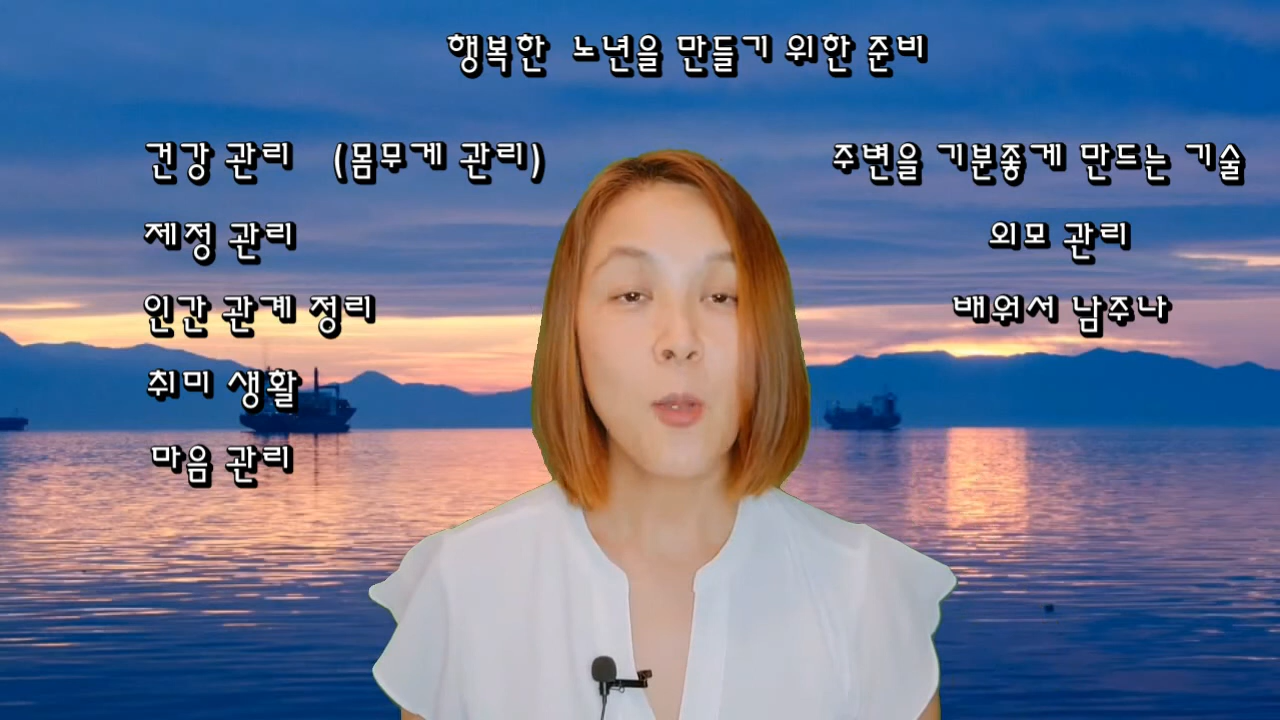 행복한 노년을 만들기 위한 준비
건강 관리 (몸무게 관리)
제정 관리
인간 관계 정리
취미 생활
마음 관리
주변을 기분좋게 만드는 기술
외모 관리
배워서 남주나